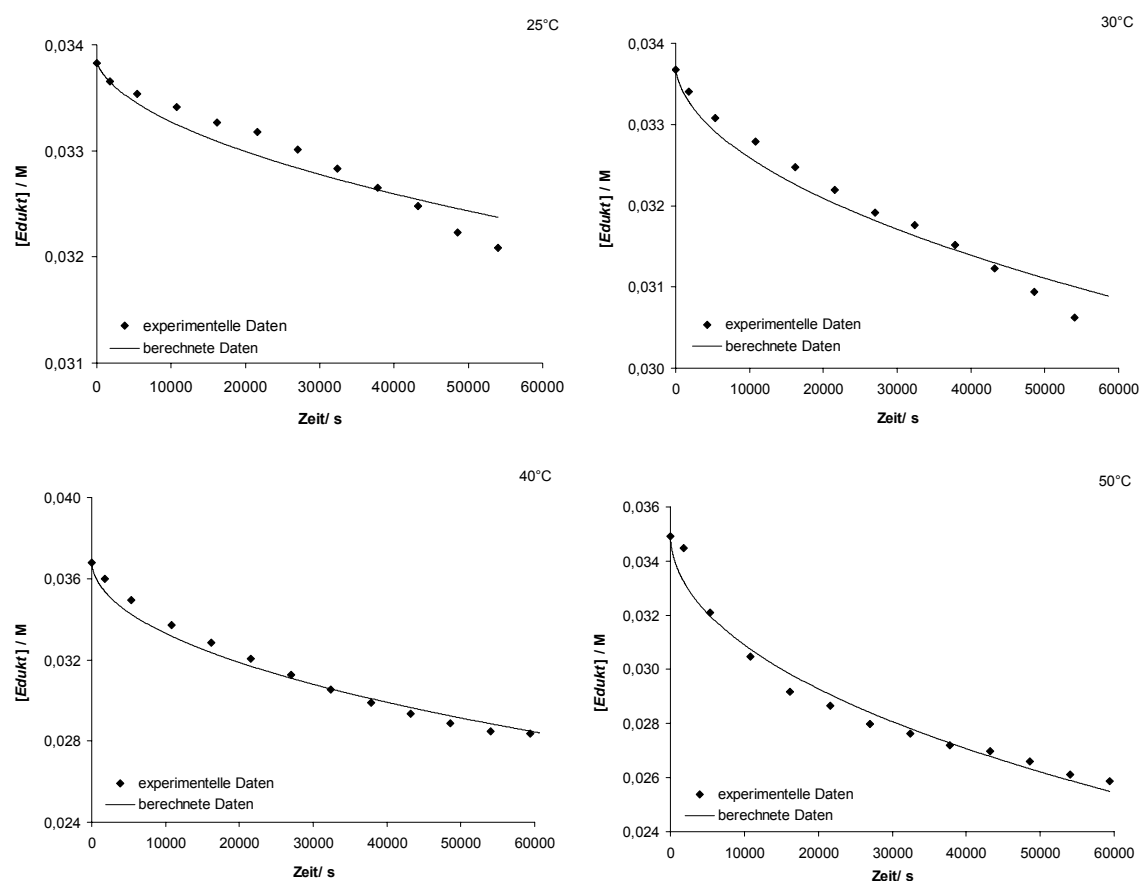 25°C
0,034
0,033
0,032
0,031
[Edukt] / M
experimentelle Daten
berechnete Daten
0 10000 20000 30000 40000 50000 60000
Zeit/ s
30°C
0,034
0,033
0,032
0,031
0,030
[Edukt] / M
experimentelle Daten
berechnete Daten
0 10000 20000 30000 40000 50000 60000
Zeit/ s
40°C
0,040
0,036
0,032
0,028
0,024
[Edukt] / M
experimentelle Daten
berechnete Daten
0 10000 20000 30000 40000 50000 60000
Zeit/ s
50°C
0,036
0,034
0,032
0,030
0,028
0,026
0,024
[Edukt] / M
experimentelle Daten
berechnete Daten
0 10000 20000 30000 40000 50000 60000
Zeit/ s